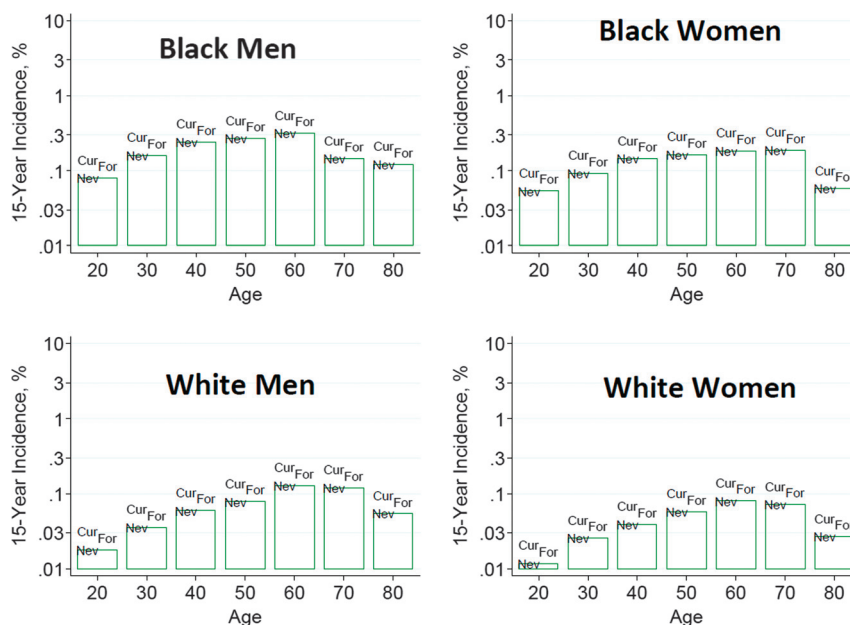 Black Men
15-Year Incidence, %
10
3
1
.3
.1
.03
.01
Cur For Nev
Cur For Nev
Cur For Nev
Cur For Nev
Cur For Nev
Cur For Nev
Cur For Nev
20 30 40 50 60 70 80
Age
Black Women
15-Year Incidence, %
10
3
1
.3
.1
.03
.01
Cur For Nev
Cur For Nev
Cur For Nev
Cur For Nev
Cur For Nev
Cur For Nev
Cur For Nev
20 30 40 50 60 70 80
Age
White Men
15-Year Incidence, %
10
3
1
.3
.1
.03
.01
Cur For Nev
Cur For Nev
Cur For Nev
Cur For Nev
Cur For Nev
Cur For Nev
Cur For Nev
20 30 40 50 60 70 80
Age
White Women
15-Year Incidence, %
10
3
1
.3
.1
.03
.01
Cur For Nev
Cur For Nev
Cur For Nev
Cur For Nev
Cur For Nev
Cur For Nev
Cur For Nev
20 30 40 50 60 70 80
Age